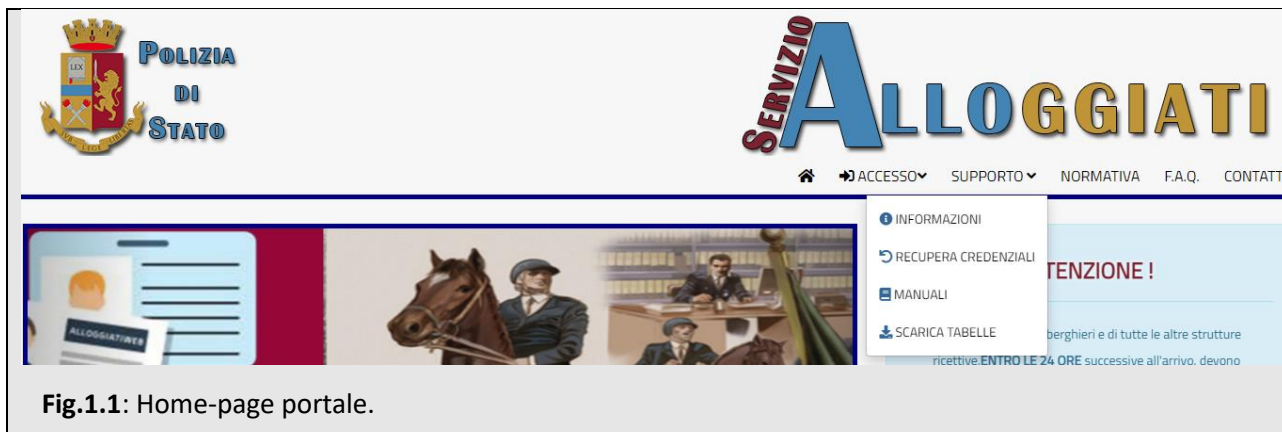 POLIZIA
DI
STATO
LEX
SUB LEGE LIBERTAS
SERVIZIO
ALLOGGIATI
ACCESSO SUPPORTO NORMATIVA F.A.Q. CONTATT
INFORMAZIONI
RECUPERA CREDENZIALI
MANUALI
SCARICA TABELLE
TENZIONE !
berghieri e di tutte le altre strutture
ricettive,ENTRO LE 24 ORE successive all'arrivo, devono
ALLOGGIATIWEB
Fig.1.1: Home-page portale.